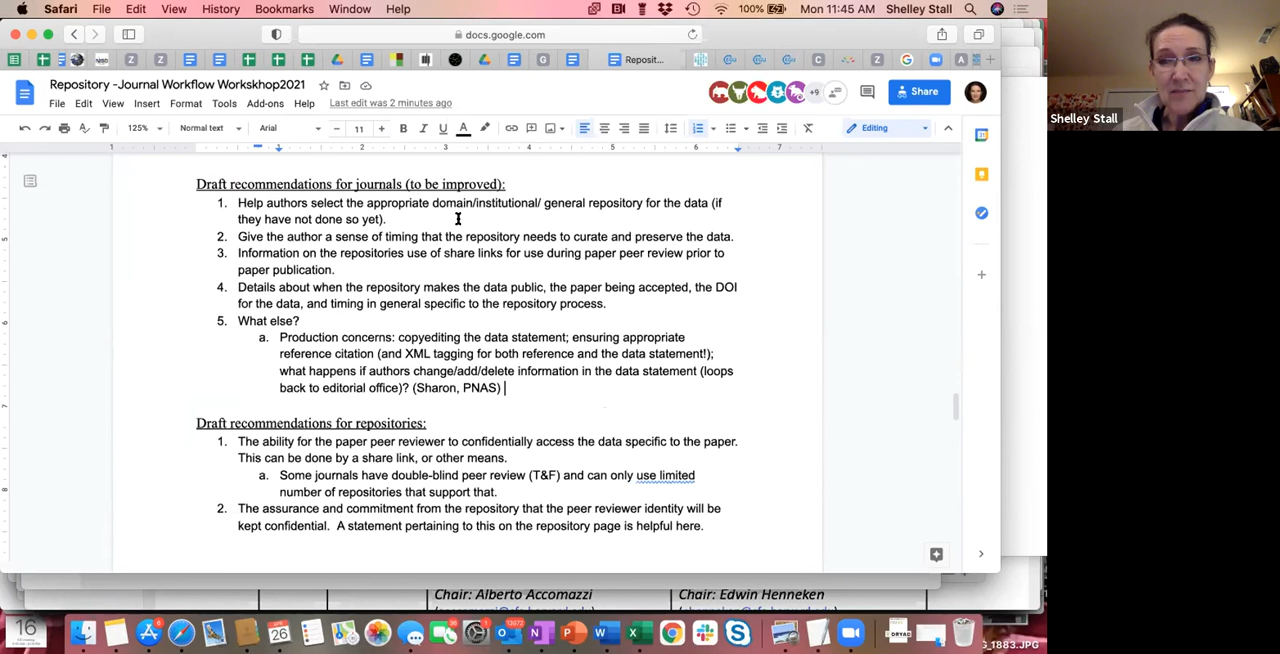 Safari File Edit View History Bookmarks Window Help 100% Mon 11:45 AM Shelley Stall
docs.google.com
Reposit...
Repository -Journal Workflow Workskhop2021
File Edit View Insert Format Tools Add-ons Help Last edit was 2 minutes ago
+9 Share
125% Normal text Arial 11 B I U A Editing
Shelley Stall
Draft recommendations for journals (to be improved):
1. Help authors select the appropriate domain/institutional/ general repository for the data (if
they have not done so yet).
2. Give the author a sense of timing that the repository needs to curate and preserve the data.
3. Information on the repositories use of share links for use during paper peer review prior to
paper publication.
4. Details about when the repository makes the data public, the paper being accepted, the DOI
for the data, and timing in general specific to the repository process.
5. What else?
a. Production concerns: copyediting the data statement; ensuring appropriate
reference citation (and XML tagging for both reference and the data statement!);
what happens if authors change/add/delete information in the data statement (loops
back to editorial office)? (Sharon, PNAS)
Draft recommendations for repositories:
1. The ability for the paper peer reviewer to confidentially access the data specific to the paper.
This can be done by a share link, or other means.
a. Some journals have double-blind peer review (T&F) and can only use limited
number of repositories that support that.
2. The assurance and commitment from the repository that the peer reviewer identity will be
kept confidential. A statement pertaining to this on the repository page is helpful here.
Chair: Alberto Accomazzi Chair: Edwin Henneken
16
26
DRYAD
G_1883.JPG